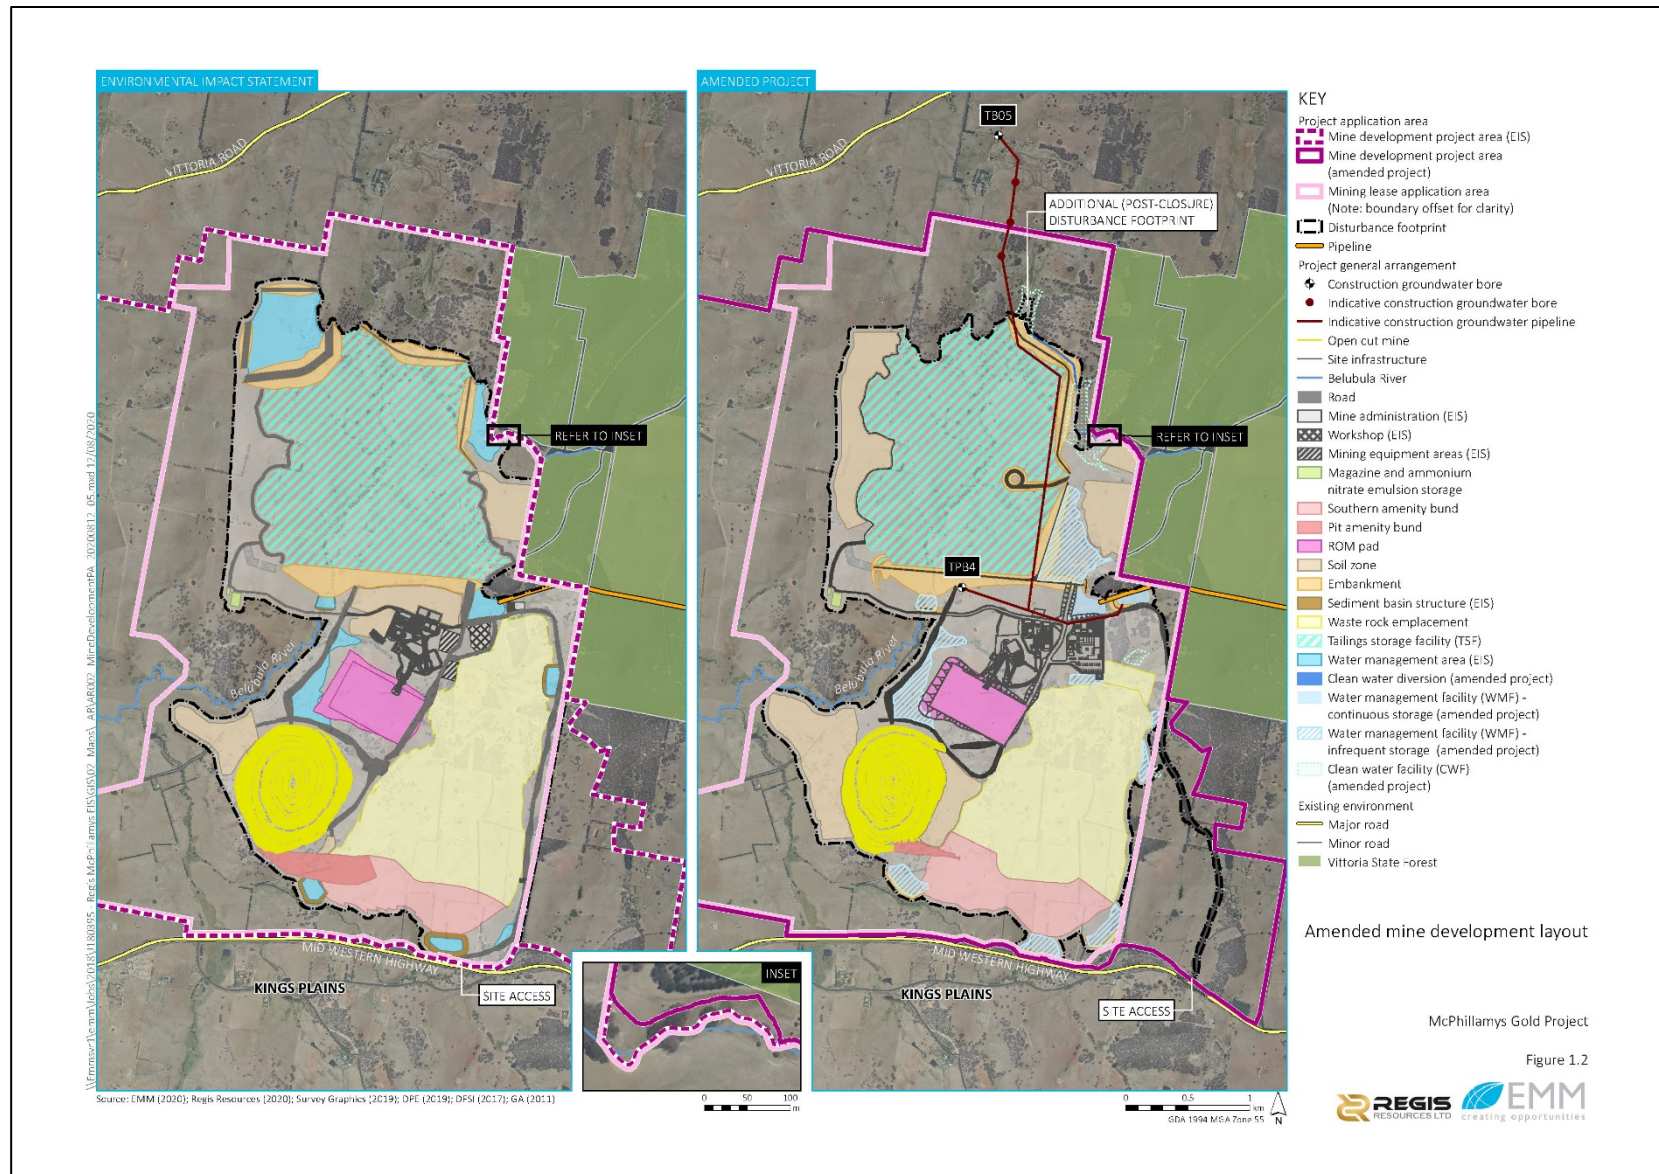 ENVIRONMENTAL IMPACT STATEMENT
VITTORIA ROAD
REFER TO INSET
Belubula River
MID WESTERN HIGHWAY
KINGS PLAINS
SITE ACCESS
AMENDED PROJECT
TB05
ADDITIONAL (POST-CLOSURE)
DISTURBANCE FOOTPRINT
VITTORIA ROAD
REFER TO INSET
TPB4
Belubula River
MID WESTERN HIGHWAY
KINGS PLAINS
SITE ACCESS
INSET
0 50 100
m
0 0.5 1
km
GDA 1994 MGA Zone 55
N
Source: EMM (2020); Regis Resources (2020); Survey Graphics (2019); DPE (2019); DFSI (2017); GA (2011)
KEY
Project application area
Mine development project area (EIS)
Mine development project area
(amended project)
Mining lease application area
(Note: boundary offset for clarity)
Disturbance footprint
Pipeline
Project general arrangement
Construction groundwater bore
Indicative construction groundwater bore
Indicative construction groundwater pipeline
Open cut mine
Site infrastructure
Belubula River
Road
Mine administration (EIS)
Workshop (EIS)
Mining equipment areas (EIS)
Magazine and ammonium
nitrate emulsion storage
Southern amenity bund
Pit amenity bund
ROM pad
Soil zone
Embankment
Sediment basin structure (EIS)
Waste rock emplacement
Tailings storage facility (TSF)
Water management area (EIS)
Clean water diversion (amended project)
Water management facility (WMF) -
continuous storage (amended project)
Water management facility (WMF) -
infrequent storage (amended project)
Clean water facility (CWF)
(amended project)
Existing environment
Major road
Minor road
Vittoria State Forest
Amended mine development layout
McPhillamys Gold Project
Figure 1.2
REGIS
RESOURCES LTD
EMM
creating opportunities